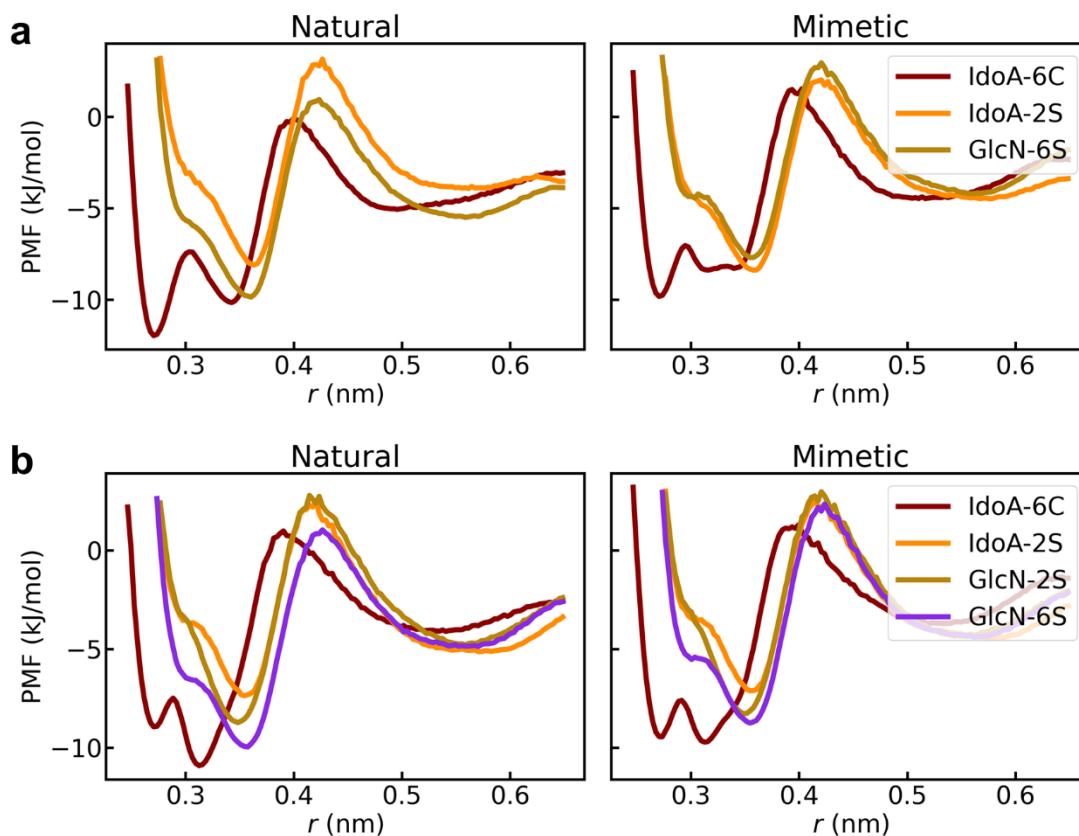 a
Natural
Mimetic
PMF (kJ/mol)
0
−5
−10
0.3 0.4 0.5 0.6
r (nm)
0.3 0.4 0.5 0.6
r (nm)
IdoA-6C
IdoA-2S
GlcN-6S
b
Natural
Mimetic
PMF (kJ/mol)
0
−5
−10
0.3 0.4 0.5 0.6
r (nm)
0.3 0.4 0.5 0.6
r (nm)
IdoA-6C
IdoA-2S
GlcN-2S
GlcN-6S